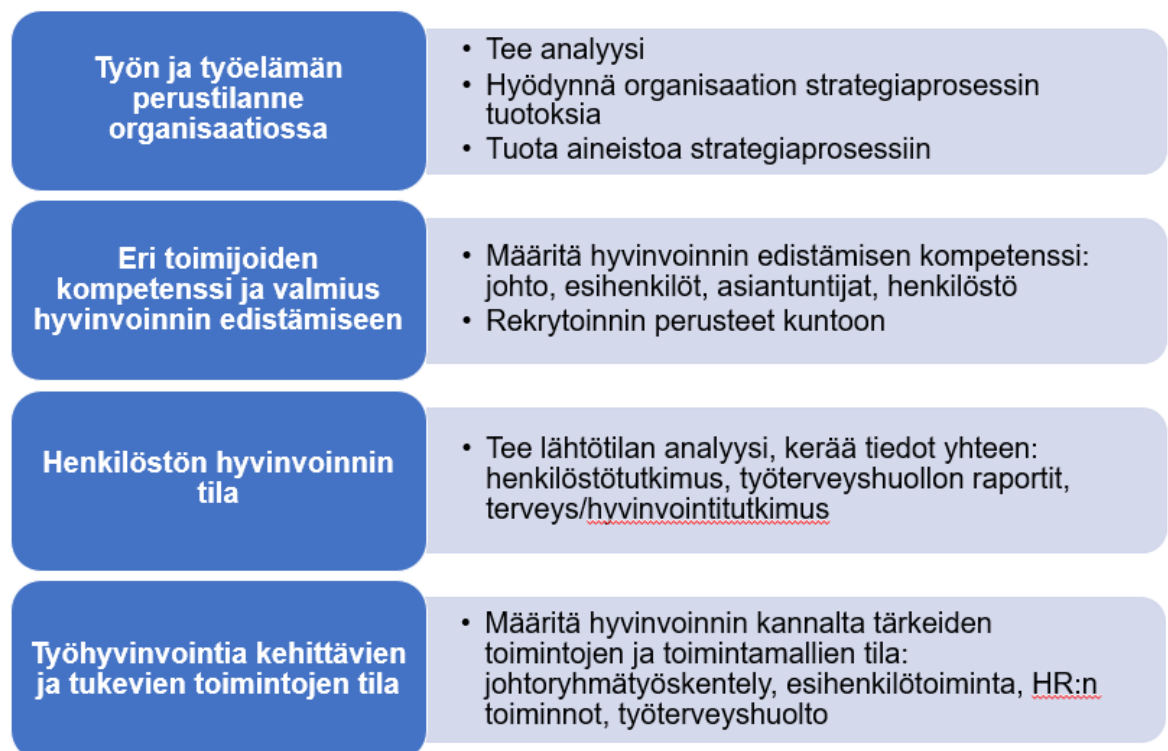 Työn ja työelämän
perustilanne
organisaatiossa
• Tee analyysi
• Hyödynnä organisaation strategiaprosessin
tuotoksia
• Tuota aineistoa strategiaprosessiin
Eri toimijoiden
kompetenssi ja valmius
hyvinvoinnin edistämiseen
• Määritä hyvinvoinnin edistämisen kompetenssi:
johto, esihenkilöt, asiantuntijat, henkilöstö
• Rekrytoinnin perusteet kuntoon
Henkilöstön hyvinvoinnin
tila
• Tee lähtötilan analyysi, kerää tiedot yhteen:
henkilöstötutkimus, työterveyshuollon raportit,
terveys/hyvinvointitutkimus
Työhyvinvointia kehittävien
ja tukevien toimintojen tila
• Määritä hyvinvoinnin kannalta tärkeiden
toimintojen ja toimintamallien tila:
johtoryhmätyöskentely, esihenkilötoiminta, HR:n
toiminnot, työterveyshuolto